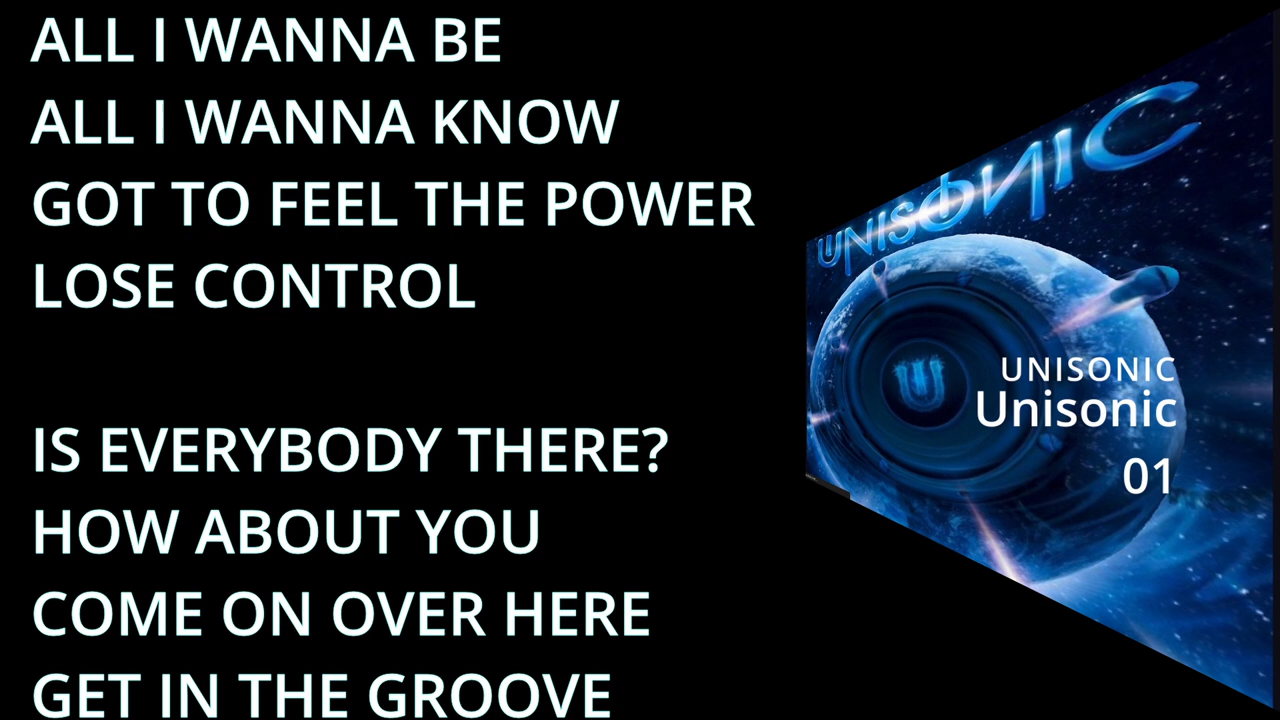 ALL I WANNA BE
ALL I WANNA KNOW
GOT TO FEEL THE POWER
LOSE CONTROL
IS EVERYBODY THERE?
HOW ABOUT YOU
COME ON OVER HERE
GET IN THE GROOVE
UNISONIC
U
UNISONIC
Unisonic
01